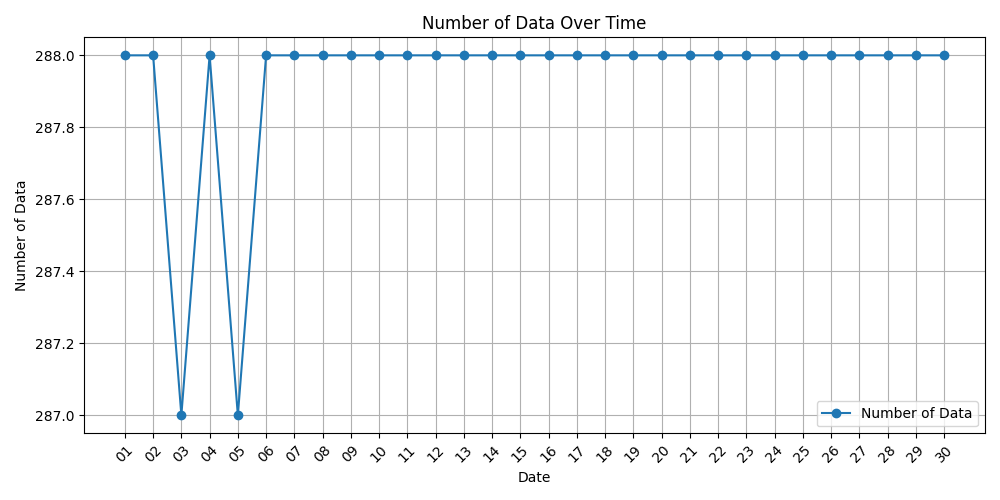 Number of Data Over Time
Number of Data
288.0
287.8
287.6
287.4
287.2
287.0
Number of Data
01 02 03 04 05 06 07 08 09 10 11 12 13 14 15 16 17 18 19 20 21 22 23 24 25 26 27 28 29 30
Date